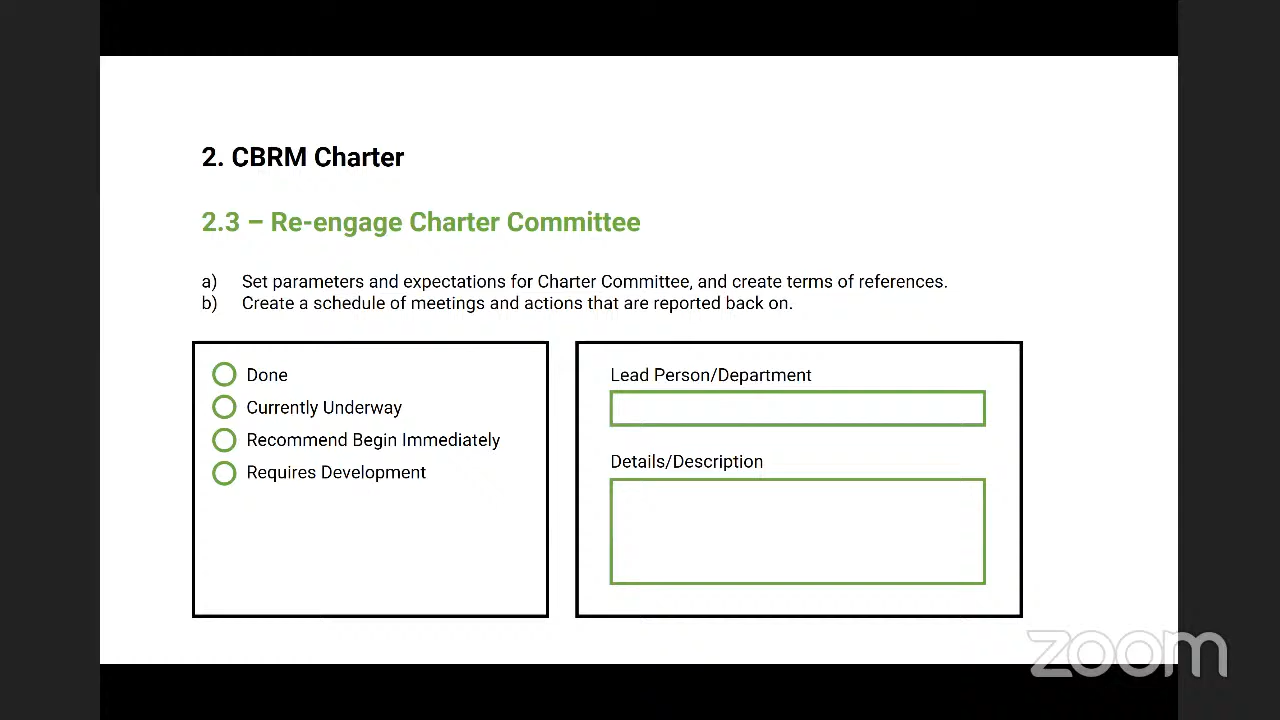 2. CBRM Charter
2.3 – Re-engage Charter Committee
a) Set parameters and expectations for Charter Committee, and create terms of references.
b) Create a schedule of meetings and actions that are reported back on.
Done
Currently Underway
Recommend Begin Immediately
Requires Development
Lead Person/Department
Details/Description
zoom